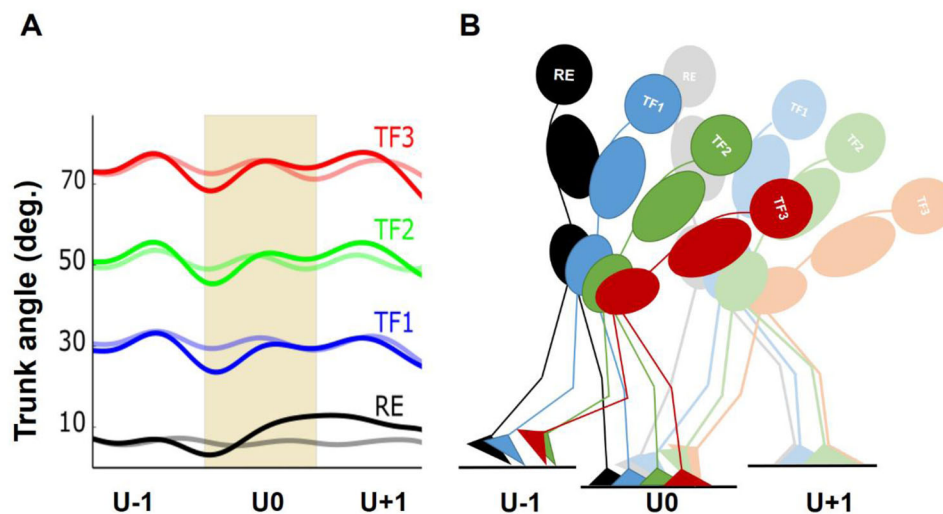 A
Trunk angle (deg.)
70
50
30
10
TF3
TF2
TF1
RE
U-1 U0 U+1
B
RE
TF1
TF2
TF3
RE
TF1
TF2
TF3
U-1 U0 U+1